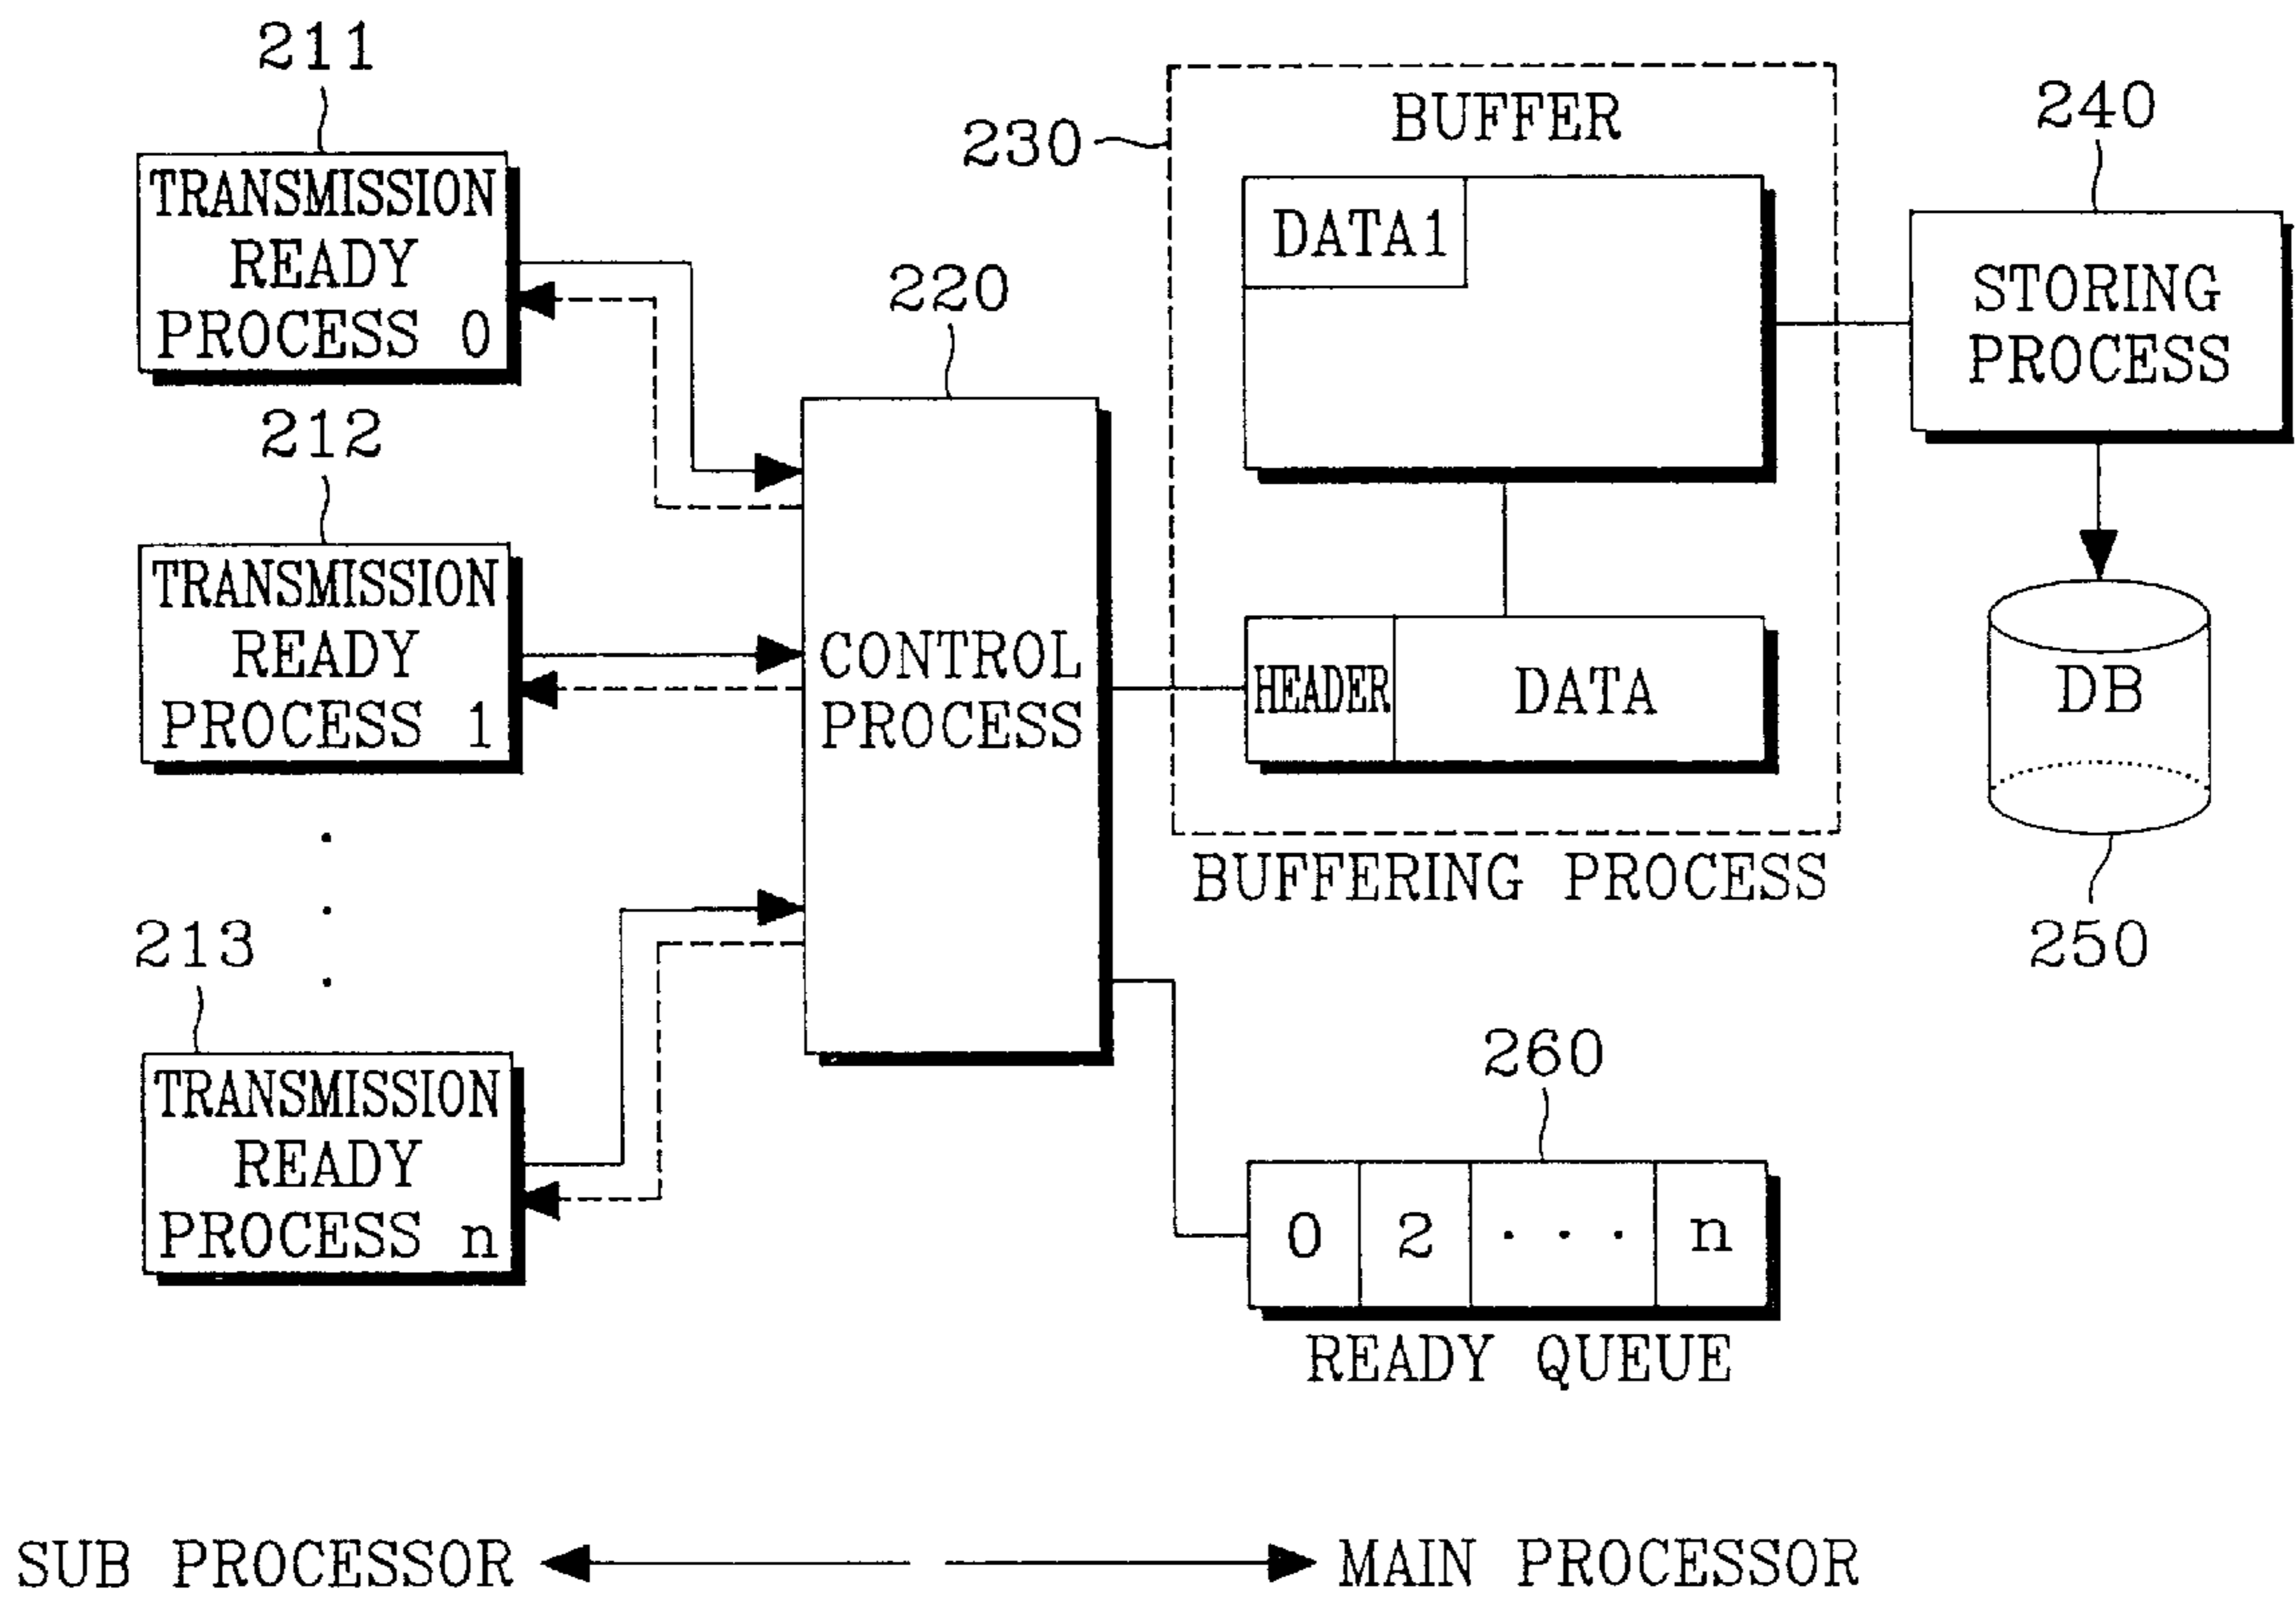 211
TRANSMISSION
READY
PROCESS 0
212
TRANSMISSION
READY
PROCESS 1
213
TRANSMISSION
READY
PROCESS n
220
CONTROL
PROCESS
230
BUFFER
DATA1
HEADER
DATA
BUFFERING PROCESS
240
STORING
PROCESS
DB
250
260
0 2 · · · n
READY QUEUE
SUB PROCESSOR
MAIN PROCESSOR